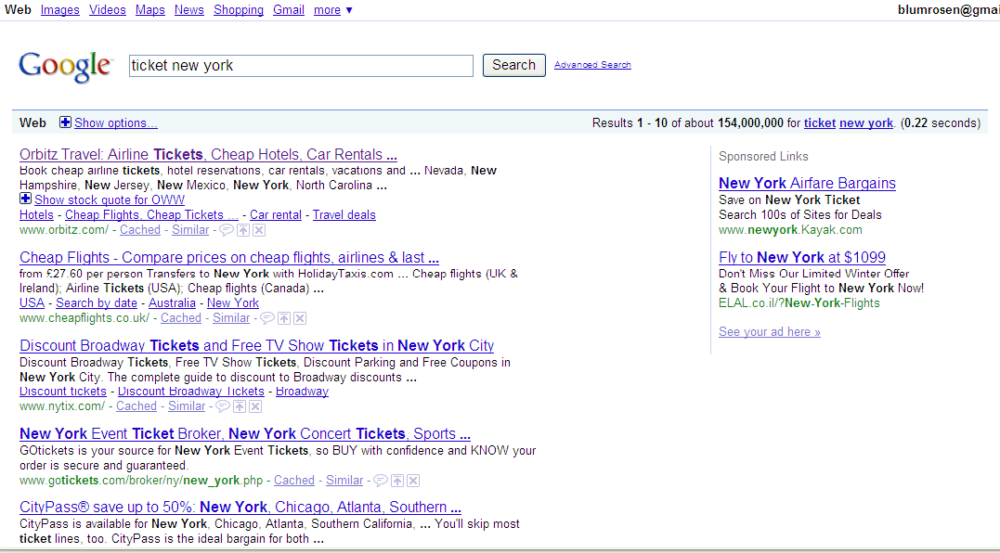 Web Images Videos Maps News Shopping Gmail more ▼ blumrosen@gmai
Google ticket new york Search Advanced Search
Web Show options... Results 1 - 10 of about 154,000,000 for ticket new york. (0.22 seconds)
Orbitz Travel: Airline Tickets, Cheap Hotels, Car Rentals ...
Book cheap airline tickets, hotel reservations, car rentals, vacations and ... Nevada, New
Hampshire, New Jersey, New Mexico, New York, North Carolina ...
Show stock quote for OWW
Hotels - Cheap Flights, Cheap Tickets ... - Car rental - Travel deals
www.orbitz.com/ - Cached - Similar -
Cheap Flights - Compare prices on cheap flights, airlines & last ...
from £27.60 per person Transfers to New York with HolidayTaxis.com ... Cheap flights (UK &
Ireland); Airline Tickets (USA); Cheap flights (Canada) ...
USA - Search by date - Australia - New York
www.cheapflights.co.uk/ - Cached - Similar -
Discount Broadway Tickets and Free TV Show Tickets in New York City
Discount Broadway Tickets, Free TV Show Tickets, Discount Parking and Free Coupons in
New York City. The complete guide to discount to Broadway discounts ...
Discount tickets - Discount Broadway Tickets - Broadway
www.nytix.com/ - Cached - Similar -
New York Event Ticket Broker, New York Concert Tickets, Sports ...
GOtickets is your source for New York Event Tickets, so BUY with confidence and KNOW your
order is secure and guaranteed.
www.gotickets.com/broker/ny/new_york.php - Cached - Similar -
CityPass® save up to 50%: New York, Chicago, Atlanta, Southern ...
CityPass is available for New York, Chicago, Atlanta, Southern California, ... You'll skip most
ticket lines, too. CityPass is the ideal bargain for both ...
Sponsored Links
New York Airfare Bargains
Save on New York Ticket
Search 100s of Sites for Deals
www.newyork.Kayak.com
Fly to New York at $1099
Don't Miss Our Limited Winter Offer
& Book Your Flight to New York Now!
ELAL.co.il/?New-York-Flights
See your ad here »